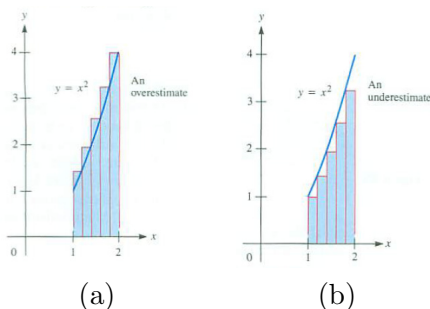 y
4
3
2
1
0
1
2
x
y = x²
An
overestimate
(a)
y
4
3
2
1
0
1
2
x
y = x²
An
underestimate
(b)